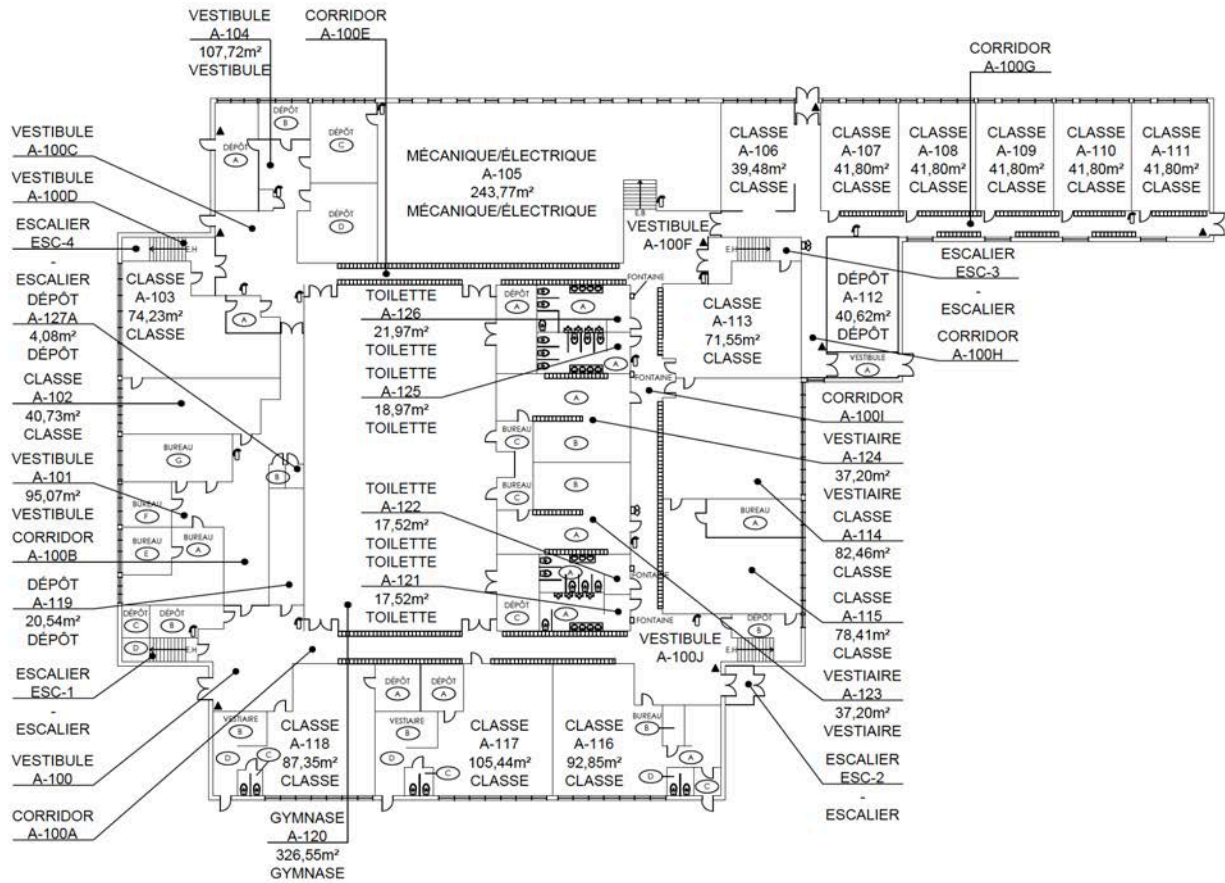 VESTIBULE
A-104
107,72m²
VESTIBULE
CORRIDOR
A-100E
CORRIDOR
A-100G
VESTIBULE
A-100C
VESTIBULE
A-100D
ESCALIER
ESC-4
-
ESCALIER
DÉPÔT
A-127A
4,08m²
DÉPÔT
CLASSE
A-102
40,73m²
CLASSE
VESTIBULE
A-101
95,07m²
VESTIBULE
CORRIDOR
A-100B
DÉPÔT
A-119
20,54m²
DÉPÔT
ESCALIER
ESC-1
-
ESCALIER
VESTIBULE
A-100
CORRIDOR
A-100A
DÉPÔT
B
DÉPÔT
A
DÉPÔT
C
DÉPÔT
D
MÉCANIQUE/ÉLECTRIQUE
A-105
243,77m²
MÉCANIQUE/ÉLECTRIQUE
E.B
CLASSE
A-106
39,48m²
CLASSE
CLASSE
A-107
41,80m²
CLASSE
CLASSE
A-108
41,80m²
CLASSE
CLASSE
A-109
41,80m²
CLASSE
CLASSE
A-110
41,80m²
CLASSE
CLASSE
A-111
41,80m²
CLASSE
VESTIBULE
A-100F
E.H
CLASSE
A-103
74,23m²
CLASSE
A
E.H
FONTAINE
CLASSE
A-113
71,55m²
CLASSE
DÉPÔT
A-112
40,62m²
DÉPÔT
VESTIBULE
A
ESCALIER
ESC-3
-
ESCALIER
CORRIDOR
A-100H
TOILETTE
A-126
21,97m²
TOILETTE
TOILETTE
A-125
18,97m²
TOILETTE
DÉPÔT
A
A
A
FONTAINE
A
BUREAU
C
B
BUREAU
C
B
A
BUREAU
G
B
BUREAU
F
BUREAU
E
BUREAU
A
TOILETTE
A-122
17,52m²
TOILETTE
TOILETTE
A-121
17,52m²
TOILETTE
A
FONTAINE
DÉPÔT
C
A
FONTAINE
BUREAU
A
CORRIDOR
A-100I
VESTIAIRE
A-124
37,20m²
VESTIAIRE
CLASSE
A-114
82,46m²
CLASSE
CLASSE
A-115
78,41m²
CLASSE
VESTIAIRE
A-123
37,20m²
VESTIAIRE
ESCALIER
ESC-2
-
ESCALIER
DÉPÔT
C
DÉPÔT
B
D
E.H
VESTIBULE
A-100J
DÉPÔT
B
E.H
VESTIAIRE
B
D
C
CLASSE
A-118
87,35m²
CLASSE
DÉPÔT
A
DÉPÔT
A
VESTIAIRE
B
D
C
CLASSE
A-117
105,44m²
CLASSE
CLASSE
A-116
92,85m²
CLASSE
BUREAU
B
A
D
C
GYMNASE
A-120
326,55m²
GYMNASE